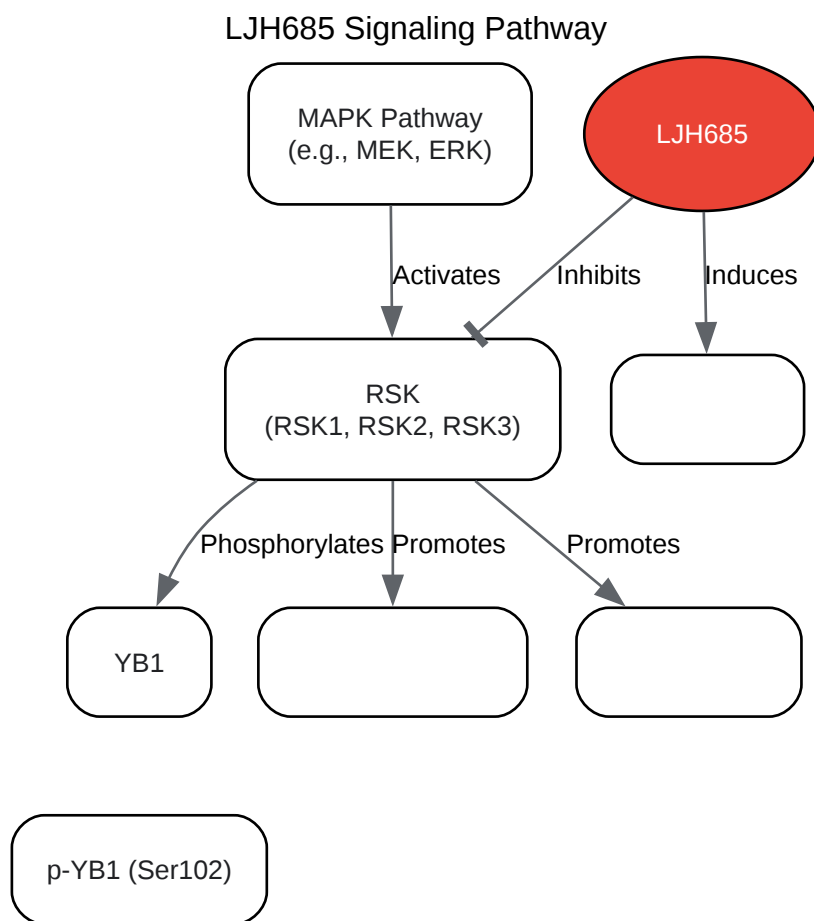 LJH685 Signaling Pathway
MAPK Pathway
(e.g., MEK, ERK)
LJH685
Activates
Inhibits
Induces
RSK
(RSK1, RSK2, RSK3)
Phosphorylates
Promotes
Promotes
YB1
p-YB1 (Ser102)